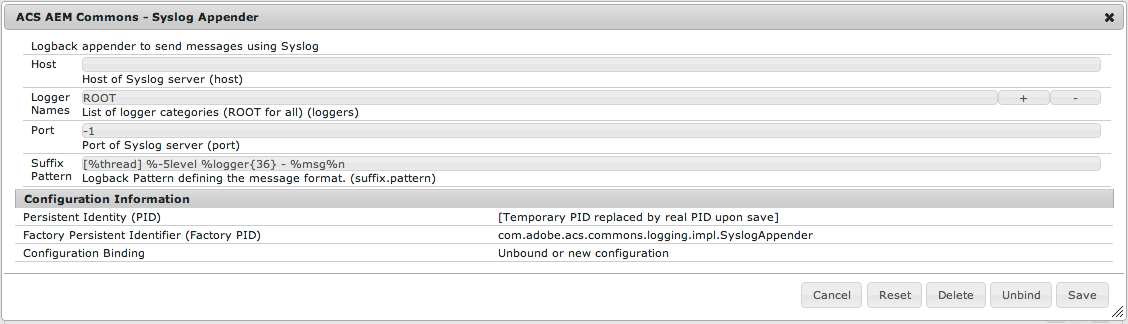 ACS AEM Commons - Syslog Appender
Logback appender to send messages using Syslog
Host
Host of Syslog server (host)
Logger Names
ROOT
+
-
List of logger categories (ROOT for all) (loggers)
Port
-1
Port of Syslog server (port)
Suffix Pattern
[%thread] %-5level %logger{36} - %msg%n
Logback Pattern defining the message format. (suffix.pattern)
Configuration Information
Persistent Identity (PID) [Temporary PID replaced by real PID upon save]
Factory Persistent Identifier (Factory PID) com.adobe.acs.commons.logging.impl.SyslogAppender
Configuration Binding Unbound or new configuration
Cancel Reset Delete Unbind Save